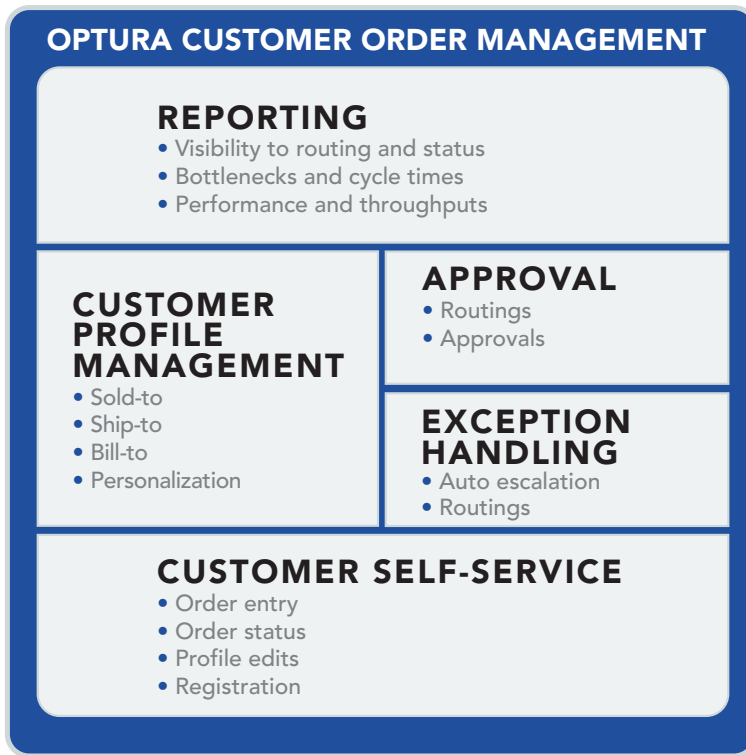 OPTURA CUSTOMER ORDER MANAGEMENT
REPORTING
• Visibility to routing and status
• Bottlenecks and cycle times
• Performance and throughputs
CUSTOMER
PROFILE
MANAGEMENT
• Sold-to
• Ship-to
• Bill-to
• Personalization
APPROVAL
• Routings
• Approvals
EXCEPTION
HANDLING
• Auto escalation
• Routings
CUSTOMER SELF-SERVICE
• Order entry
• Order status
• Profile edits
• Registration